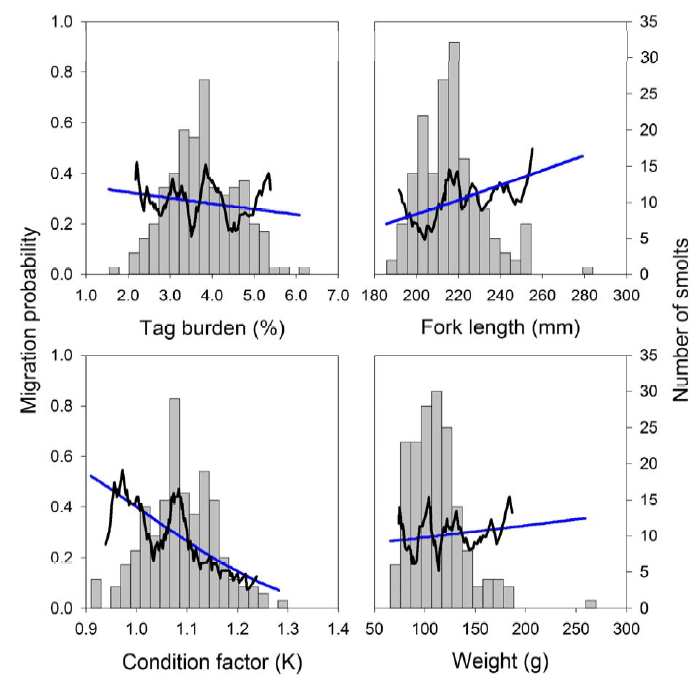 1.0
0.8
0.6
0.4
0.2
0.0
1.0 2.0 3.0 4.0 5.0 6.0 7.0
Tag burden (%)
35
30
25
20
15
10
5
0
180 200 220 240 260 280 300
Fork length (mm)
Migration probability
Number of smolts
1.0
0.8
0.6
0.4
0.2
0.0
0.9 1.0 1.1 1.2 1.3 1.4
Condition factor (K)
35
30
25
20
15
10
5
0
50 100 150 200 250 300
Weight (g)